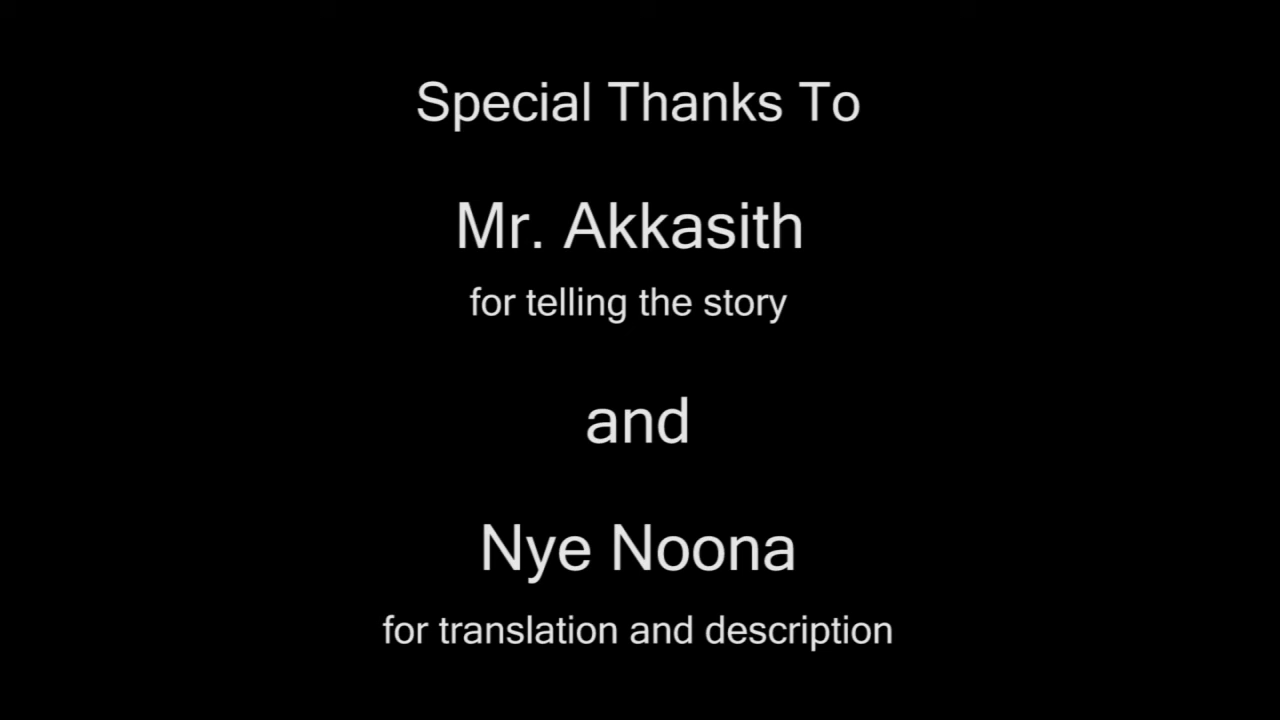 Special Thanks To
Mr. Akkasith
for telling the story
and
Nye Noona
for translation and description